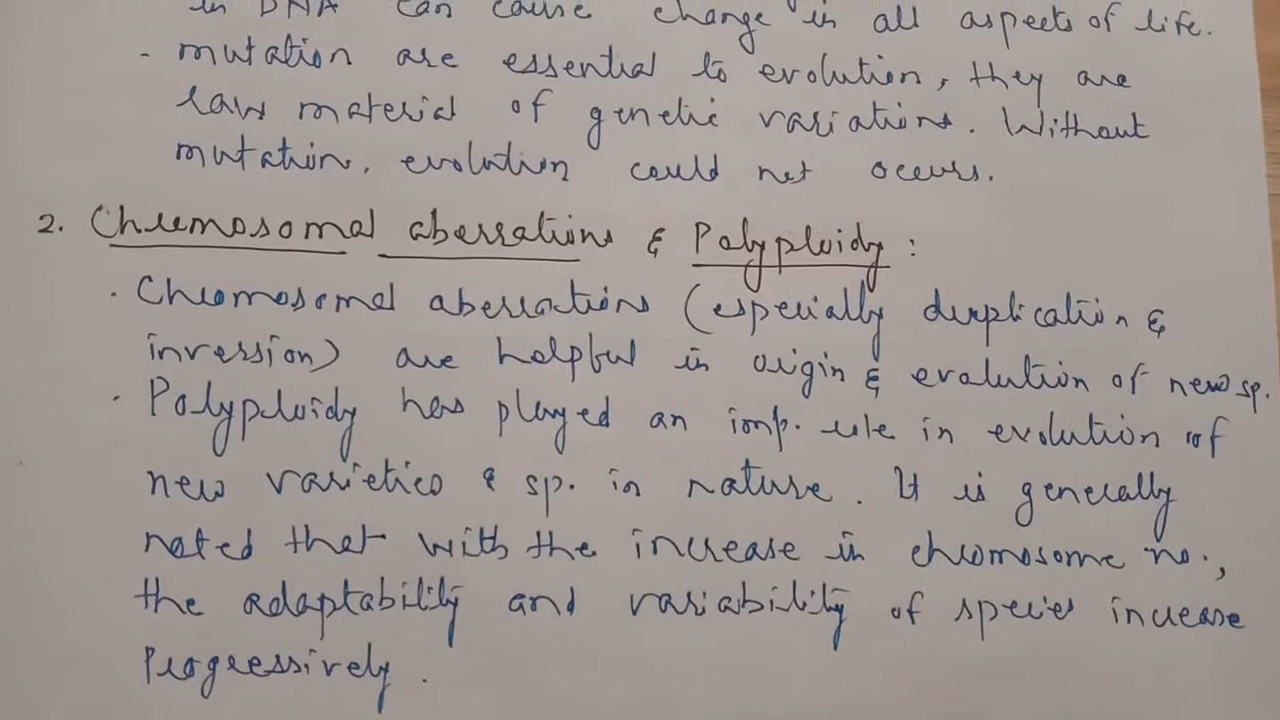 in DNA can cause change in all aspects of life.
- mutation are essential to evolution, they are
raw material of genetic variations. Without
mutation, evolution could not occurs.
2. Chromosomal aberrations & Polyploidy :
· Chromosomal aberrations (especially duplication &
inversion) are helpful in origin & evolution of new sp.
· Polyploidy has played an imp. role in evolution of
new varieties & sp. in nature. It is generally
noted that with the increase in chromosome no.,
the adaptability and variability of species increase
progressively.